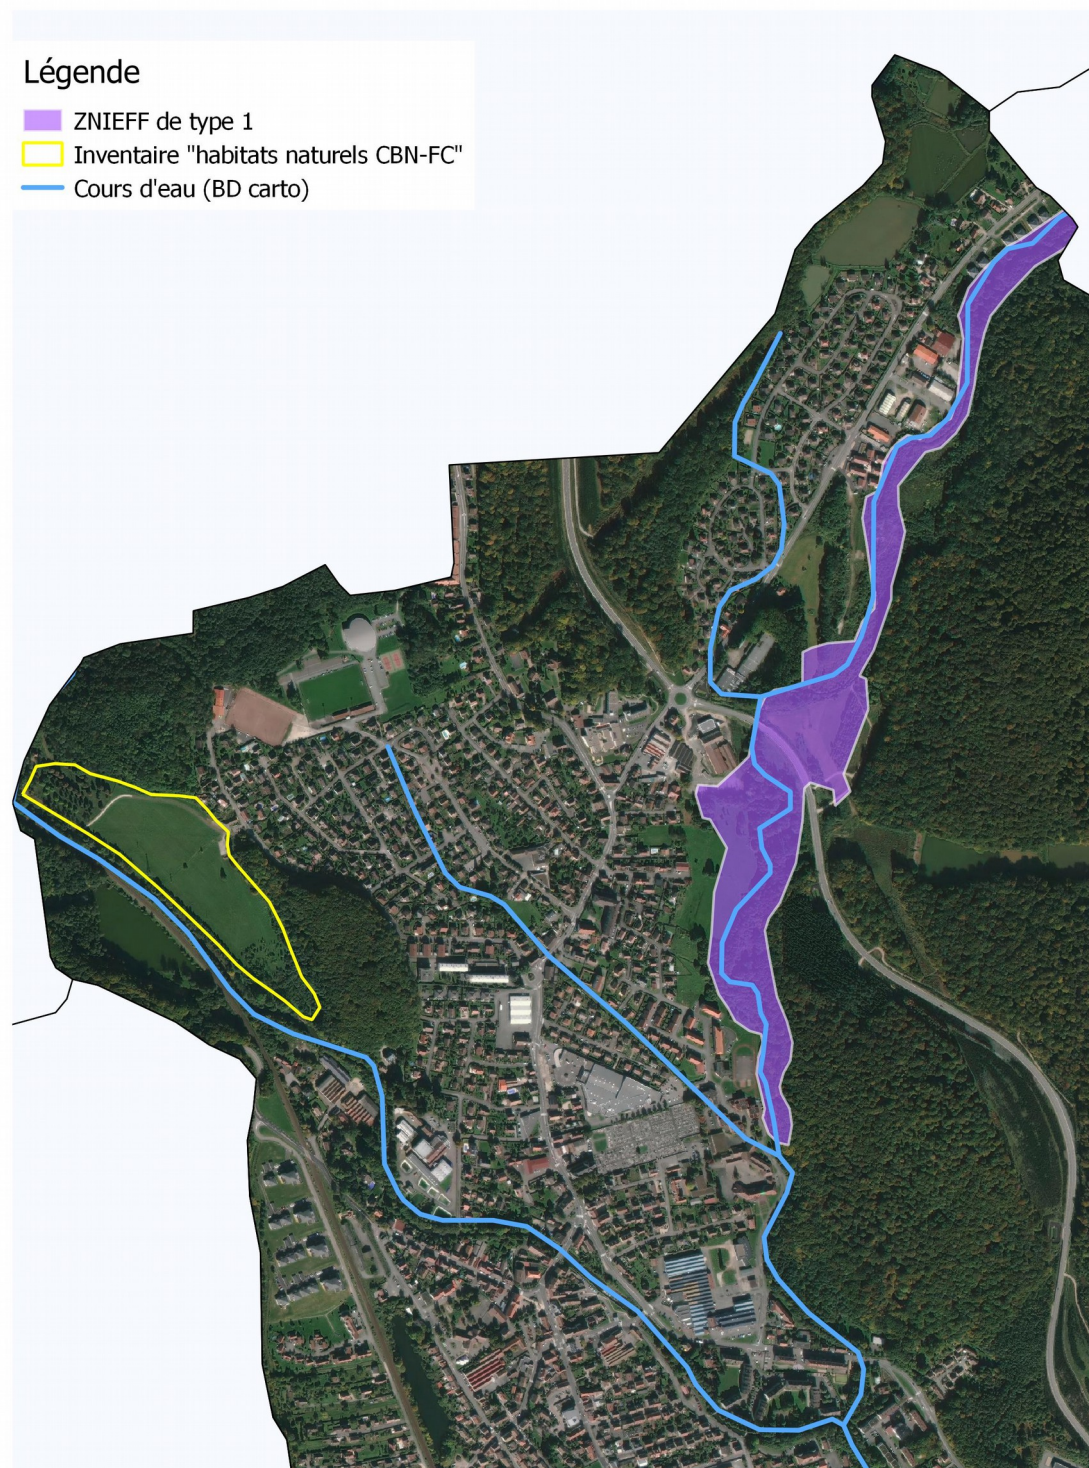 Légende
ZNIEFF de type 1
Inventaire "habitats naturels CBN-FC"
Cours d'eau (BD carto)